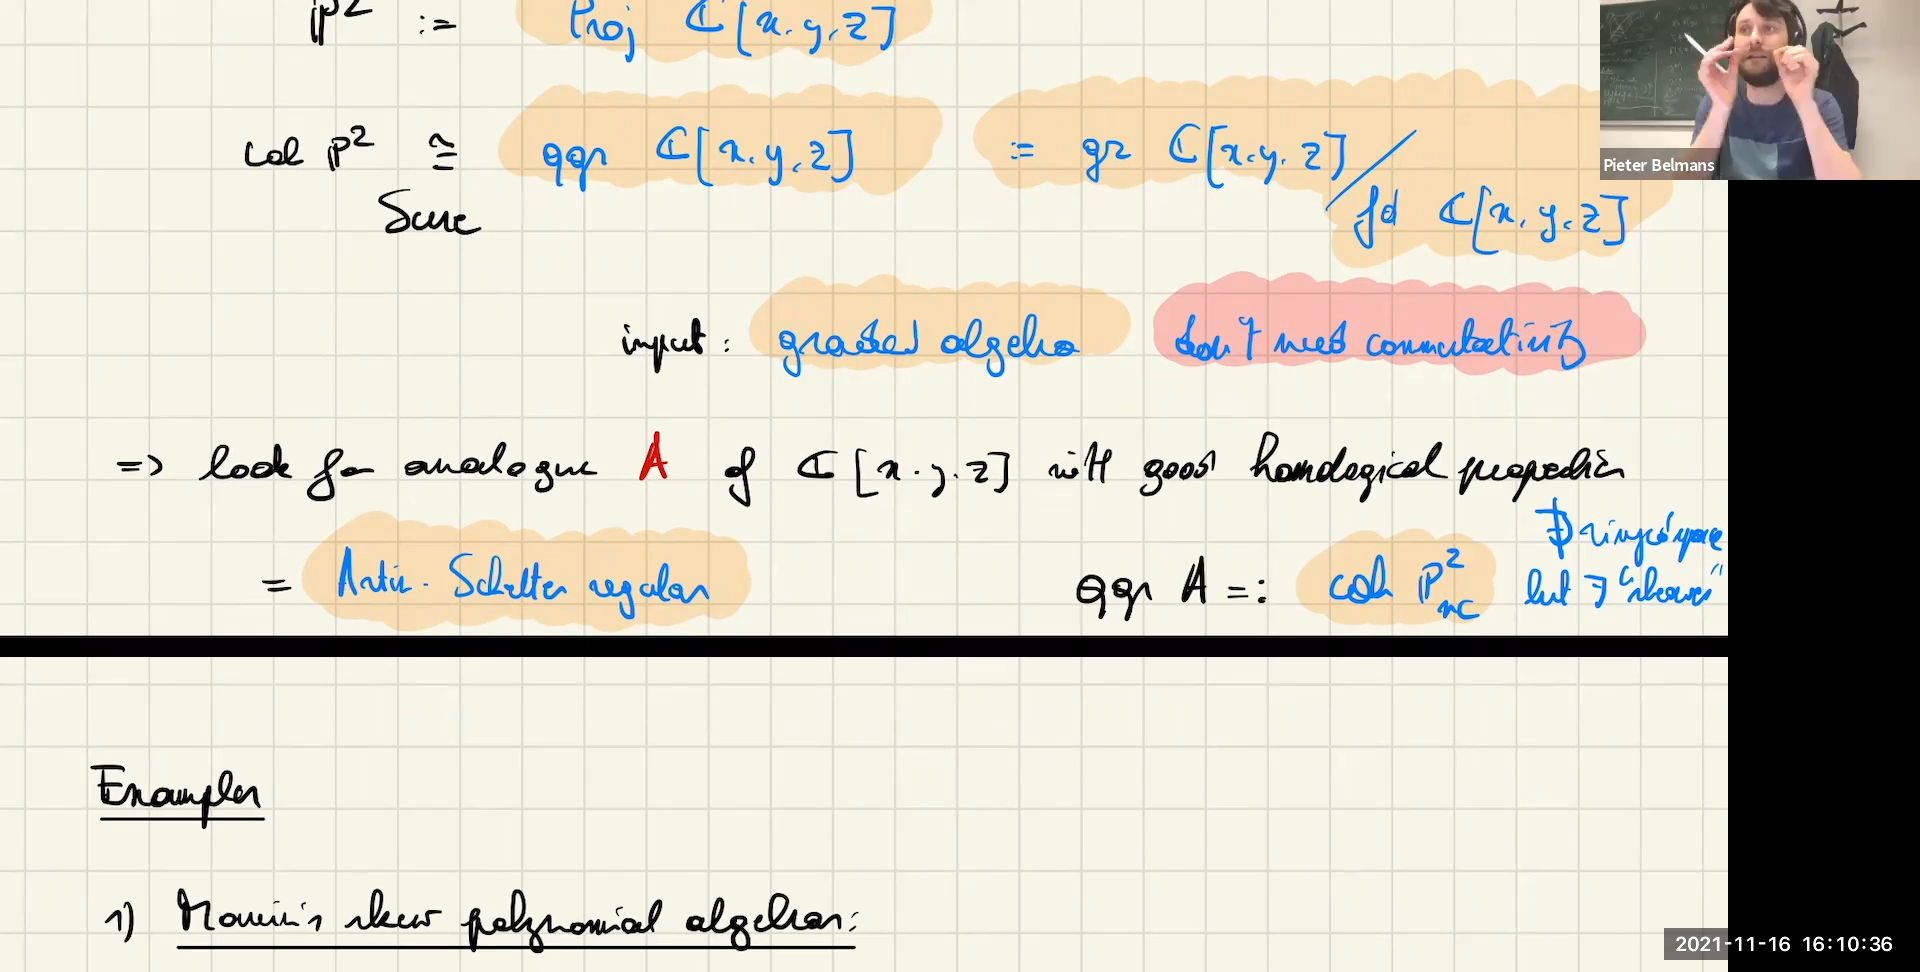 P² := Proj ℂ[x,y,z]
Pieter Belmans
coh P² ≅ qgr ℂ[x,y,z] := gr ℂ[x,y,z] / fd ℂ[x,y,z]
Serre
input: graded algebra don't need commutativity
=> look for analogue A of ℂ[x,y,z] with good homological properties
∄ ringed space
= Artin-Schelter regular qgr A =: coh P²nc but ∃ "sheaves"
Examples
1) Manin's skew polynomial algebras:
2021-11-16 16:10:36